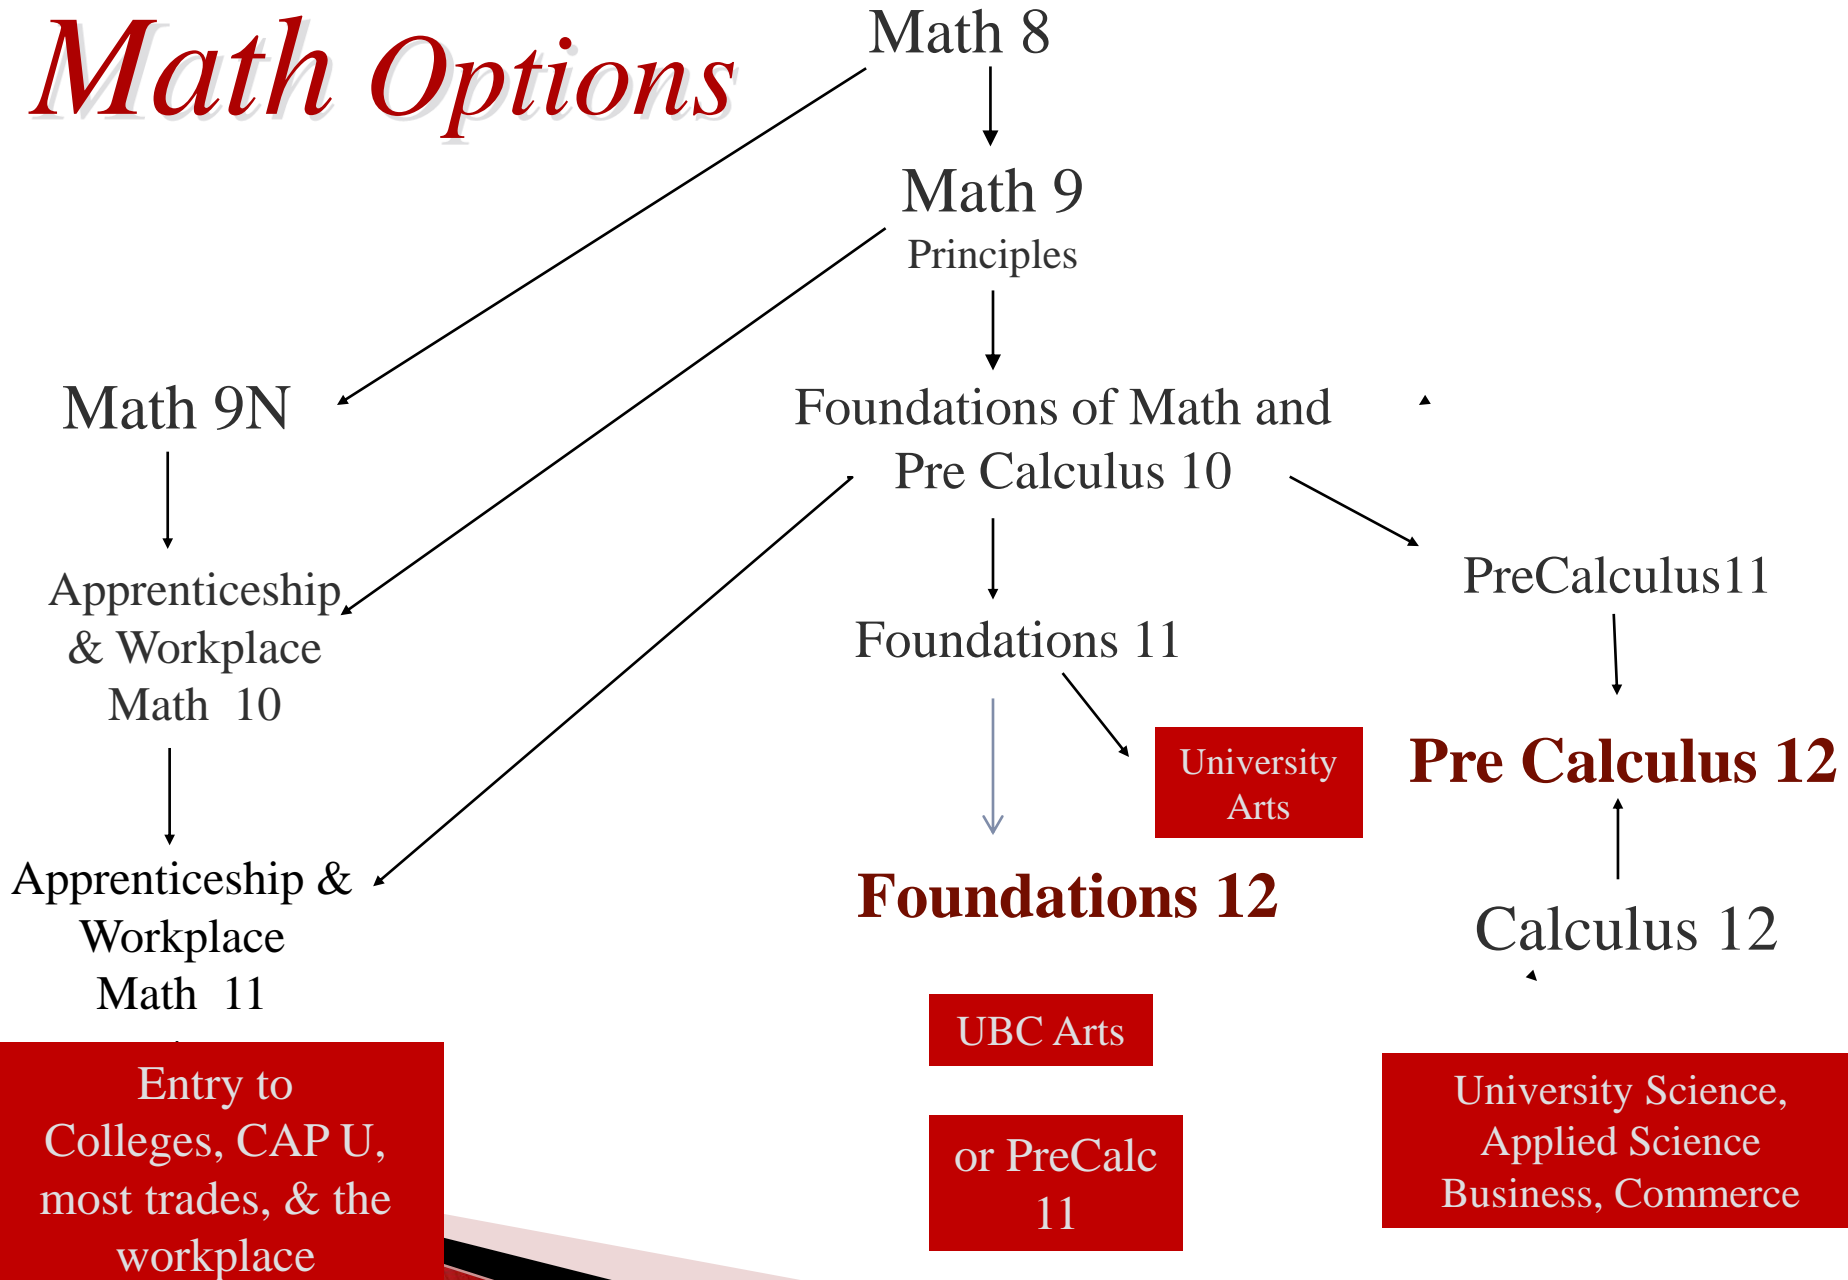 Math Options
Math 8
Math 9
Principles
Math 9N
Foundations of Math and
Pre Calculus 10
Apprenticeship
& Workplace
Math 10
Foundations 11
PreCalculus11
University
Arts
Pre Calculus 12
Apprenticeship &
Workplace
Math 11
Foundations 12
Calculus 12
UBC Arts
or PreCalc
11
Entry to
Colleges, CAP U,
most trades, & the
workplace
University Science,
Applied Science
Business, Commerce